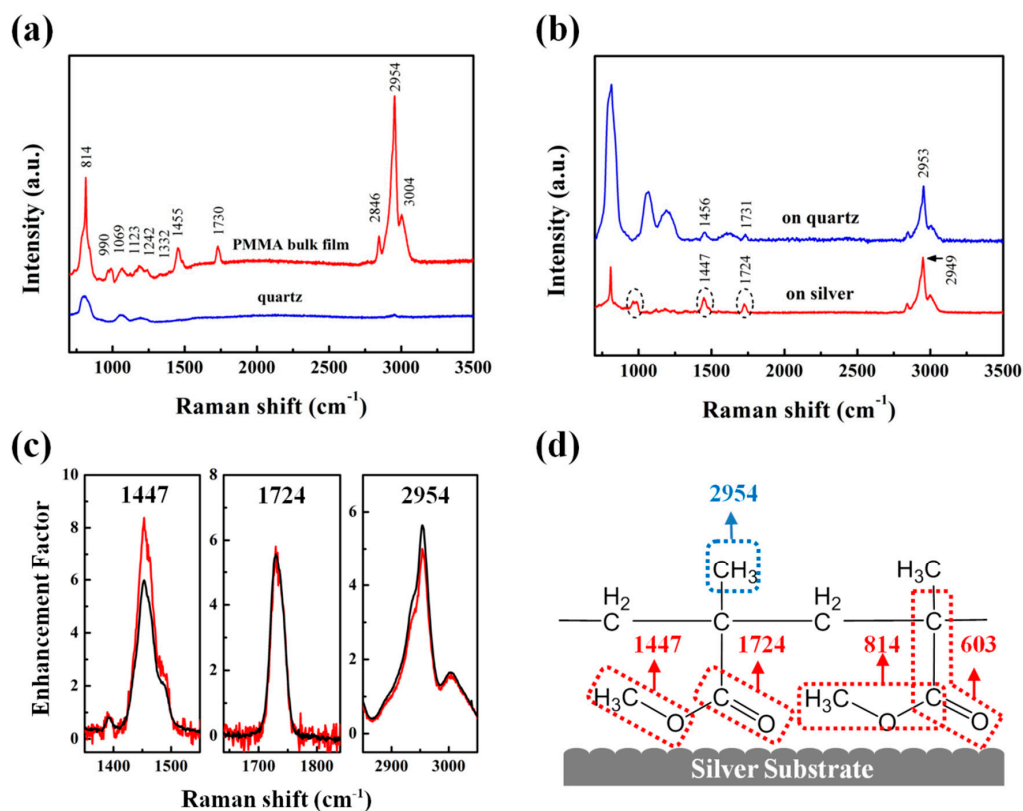 (a)
Intensity (a.u.)
814
990
1069
1123
1242
1332
1455
1730
2846
2954
3004
PMMA bulk film
quartz
1000 1500 2000 2500 3000 3500
Raman shift (cm⁻¹)
(b)
Intensity (a.u.)
1456
1731
2953
on quartz
1447
1724
2949
on silver
1000 1500 2000 2500 3000 3500
Raman shift (cm⁻¹)
(c)
Enhancement Factor
10
8
6
4
2
0
1447
1400 1500
8
6
4
2
0
1724
1700 1800
6
4
2
0
2954
2900 3000
Raman shift (cm⁻¹)
(d)
2954
CH₃ H₃C
H₂ H₂
C C C C
1447 1724 814 603
H₃C C H₃C C
O O O O
Silver Substrate